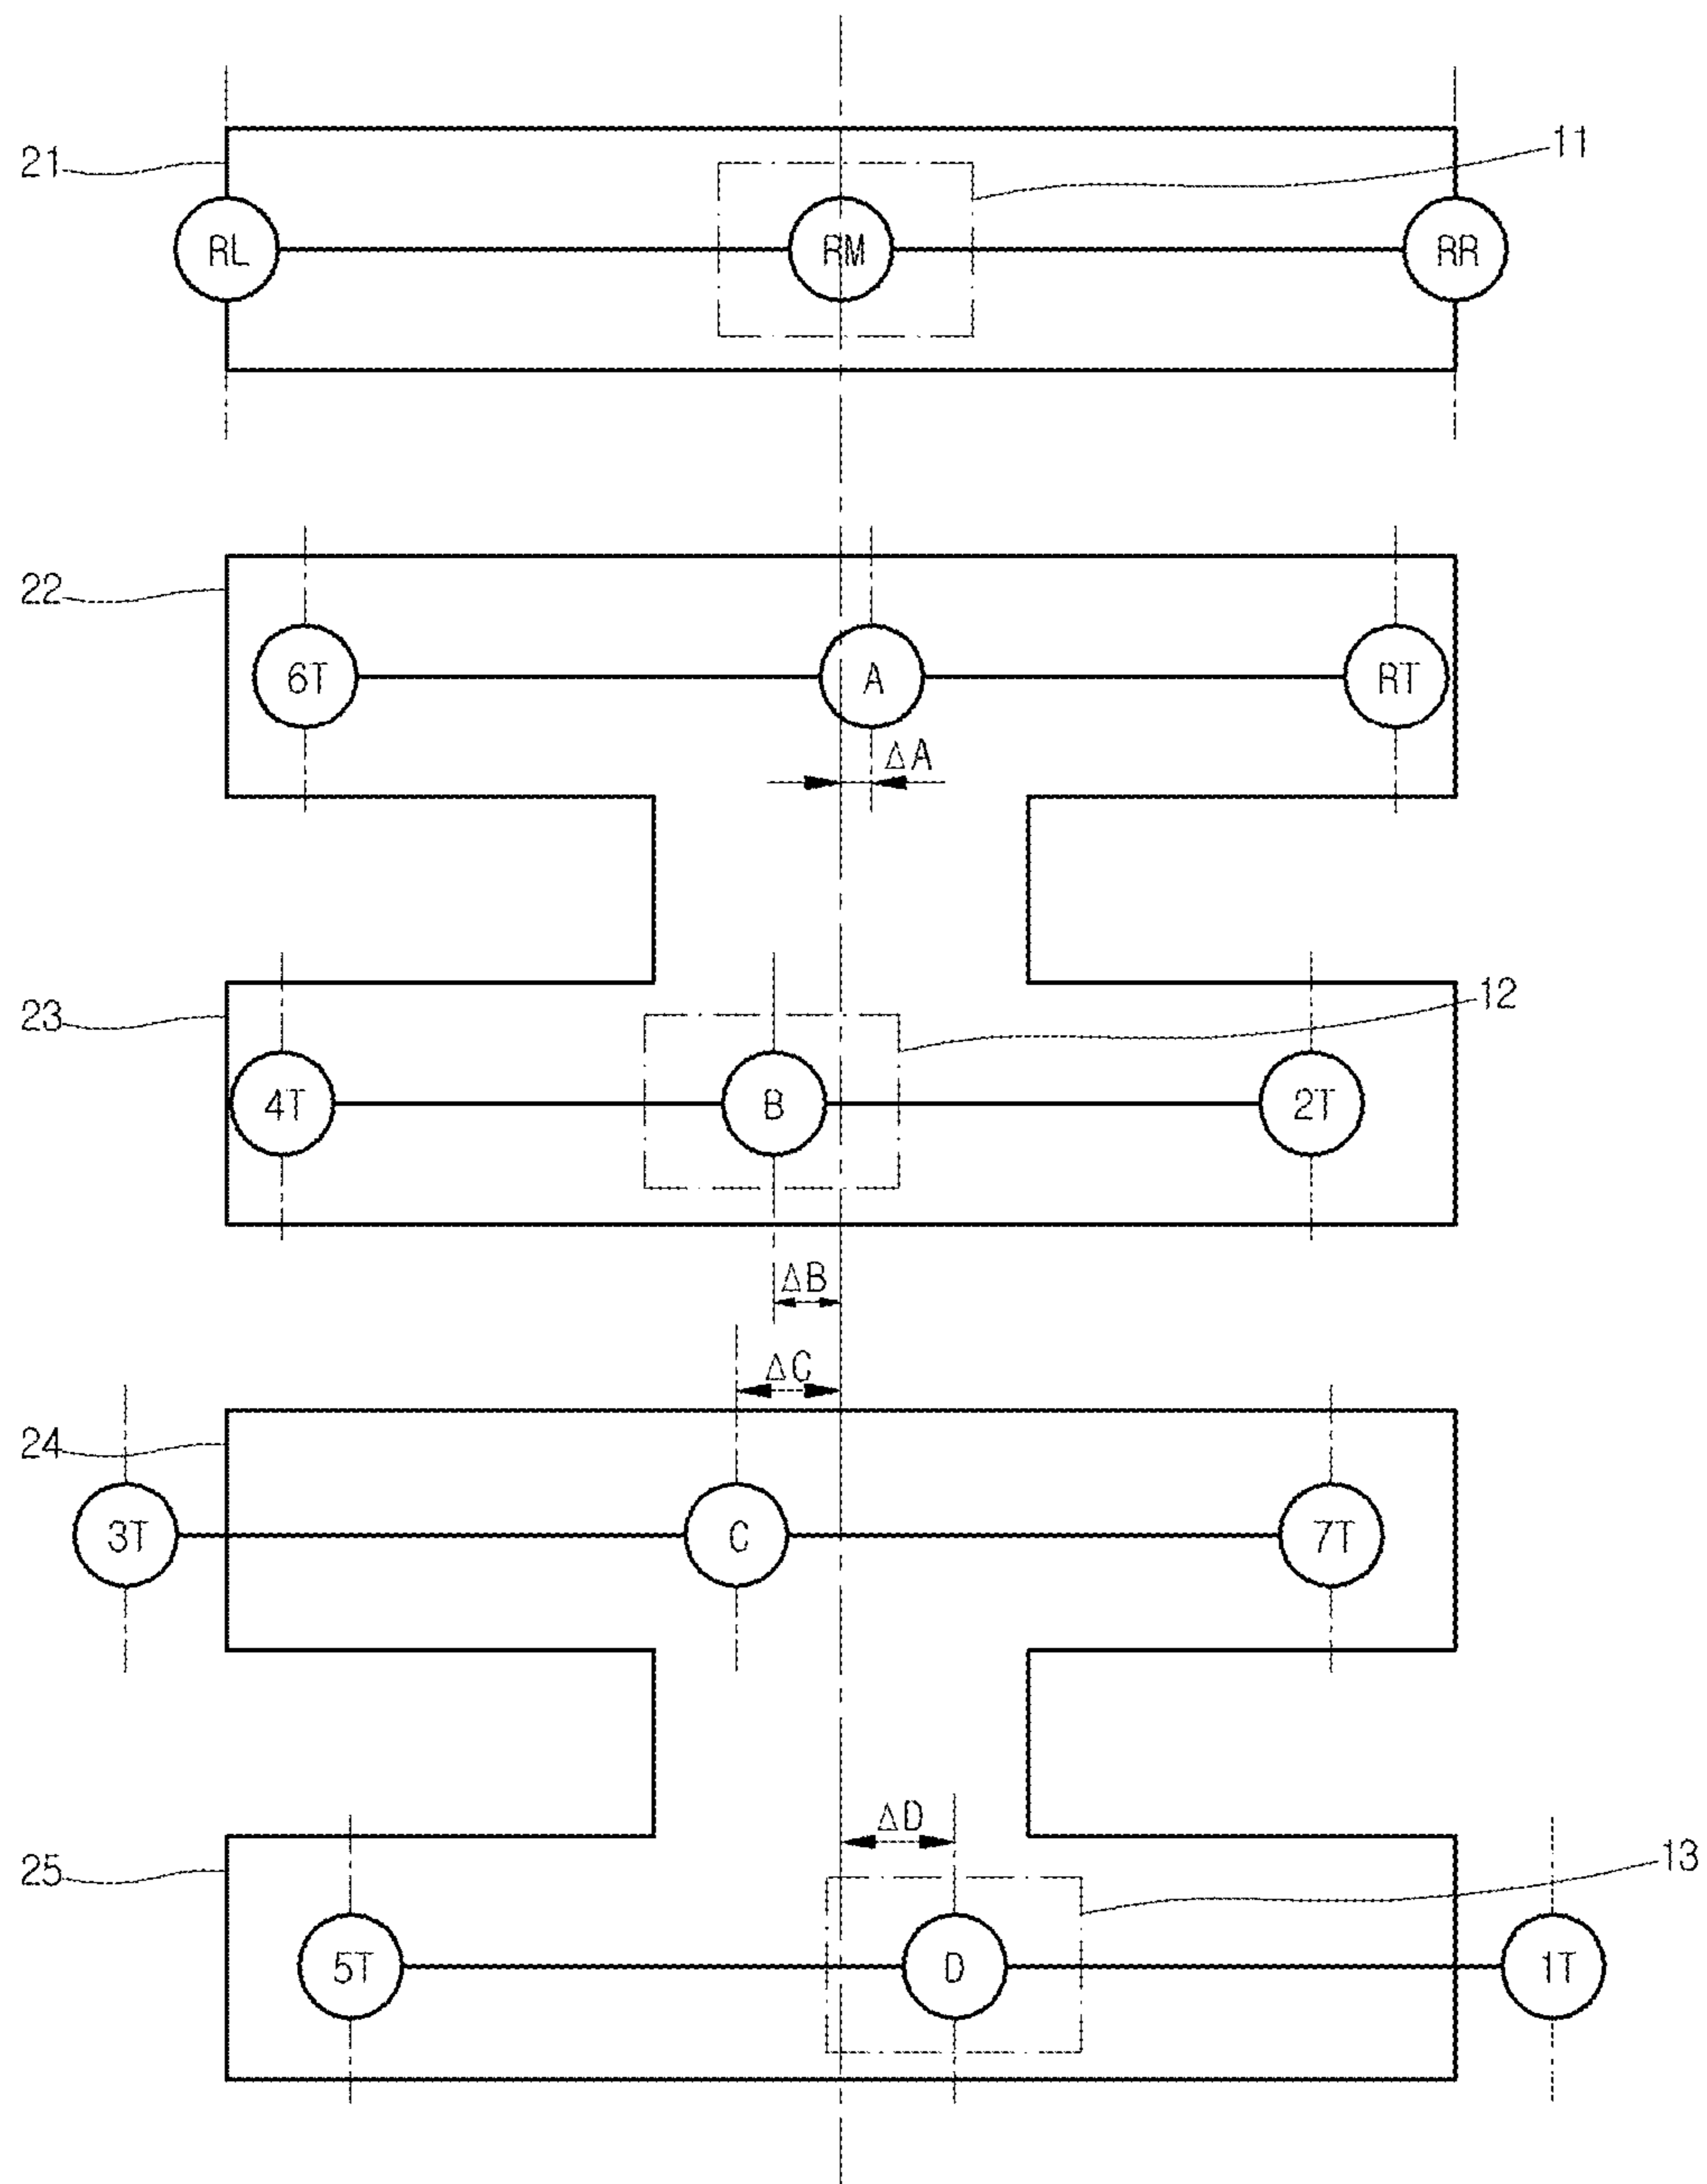 11
21
RL RM RR
22
6T A RT
ΔA
23
12
4T B 2T
ΔB
ΔC
24
3T C 7T
ΔD
25
13
5T D 1T